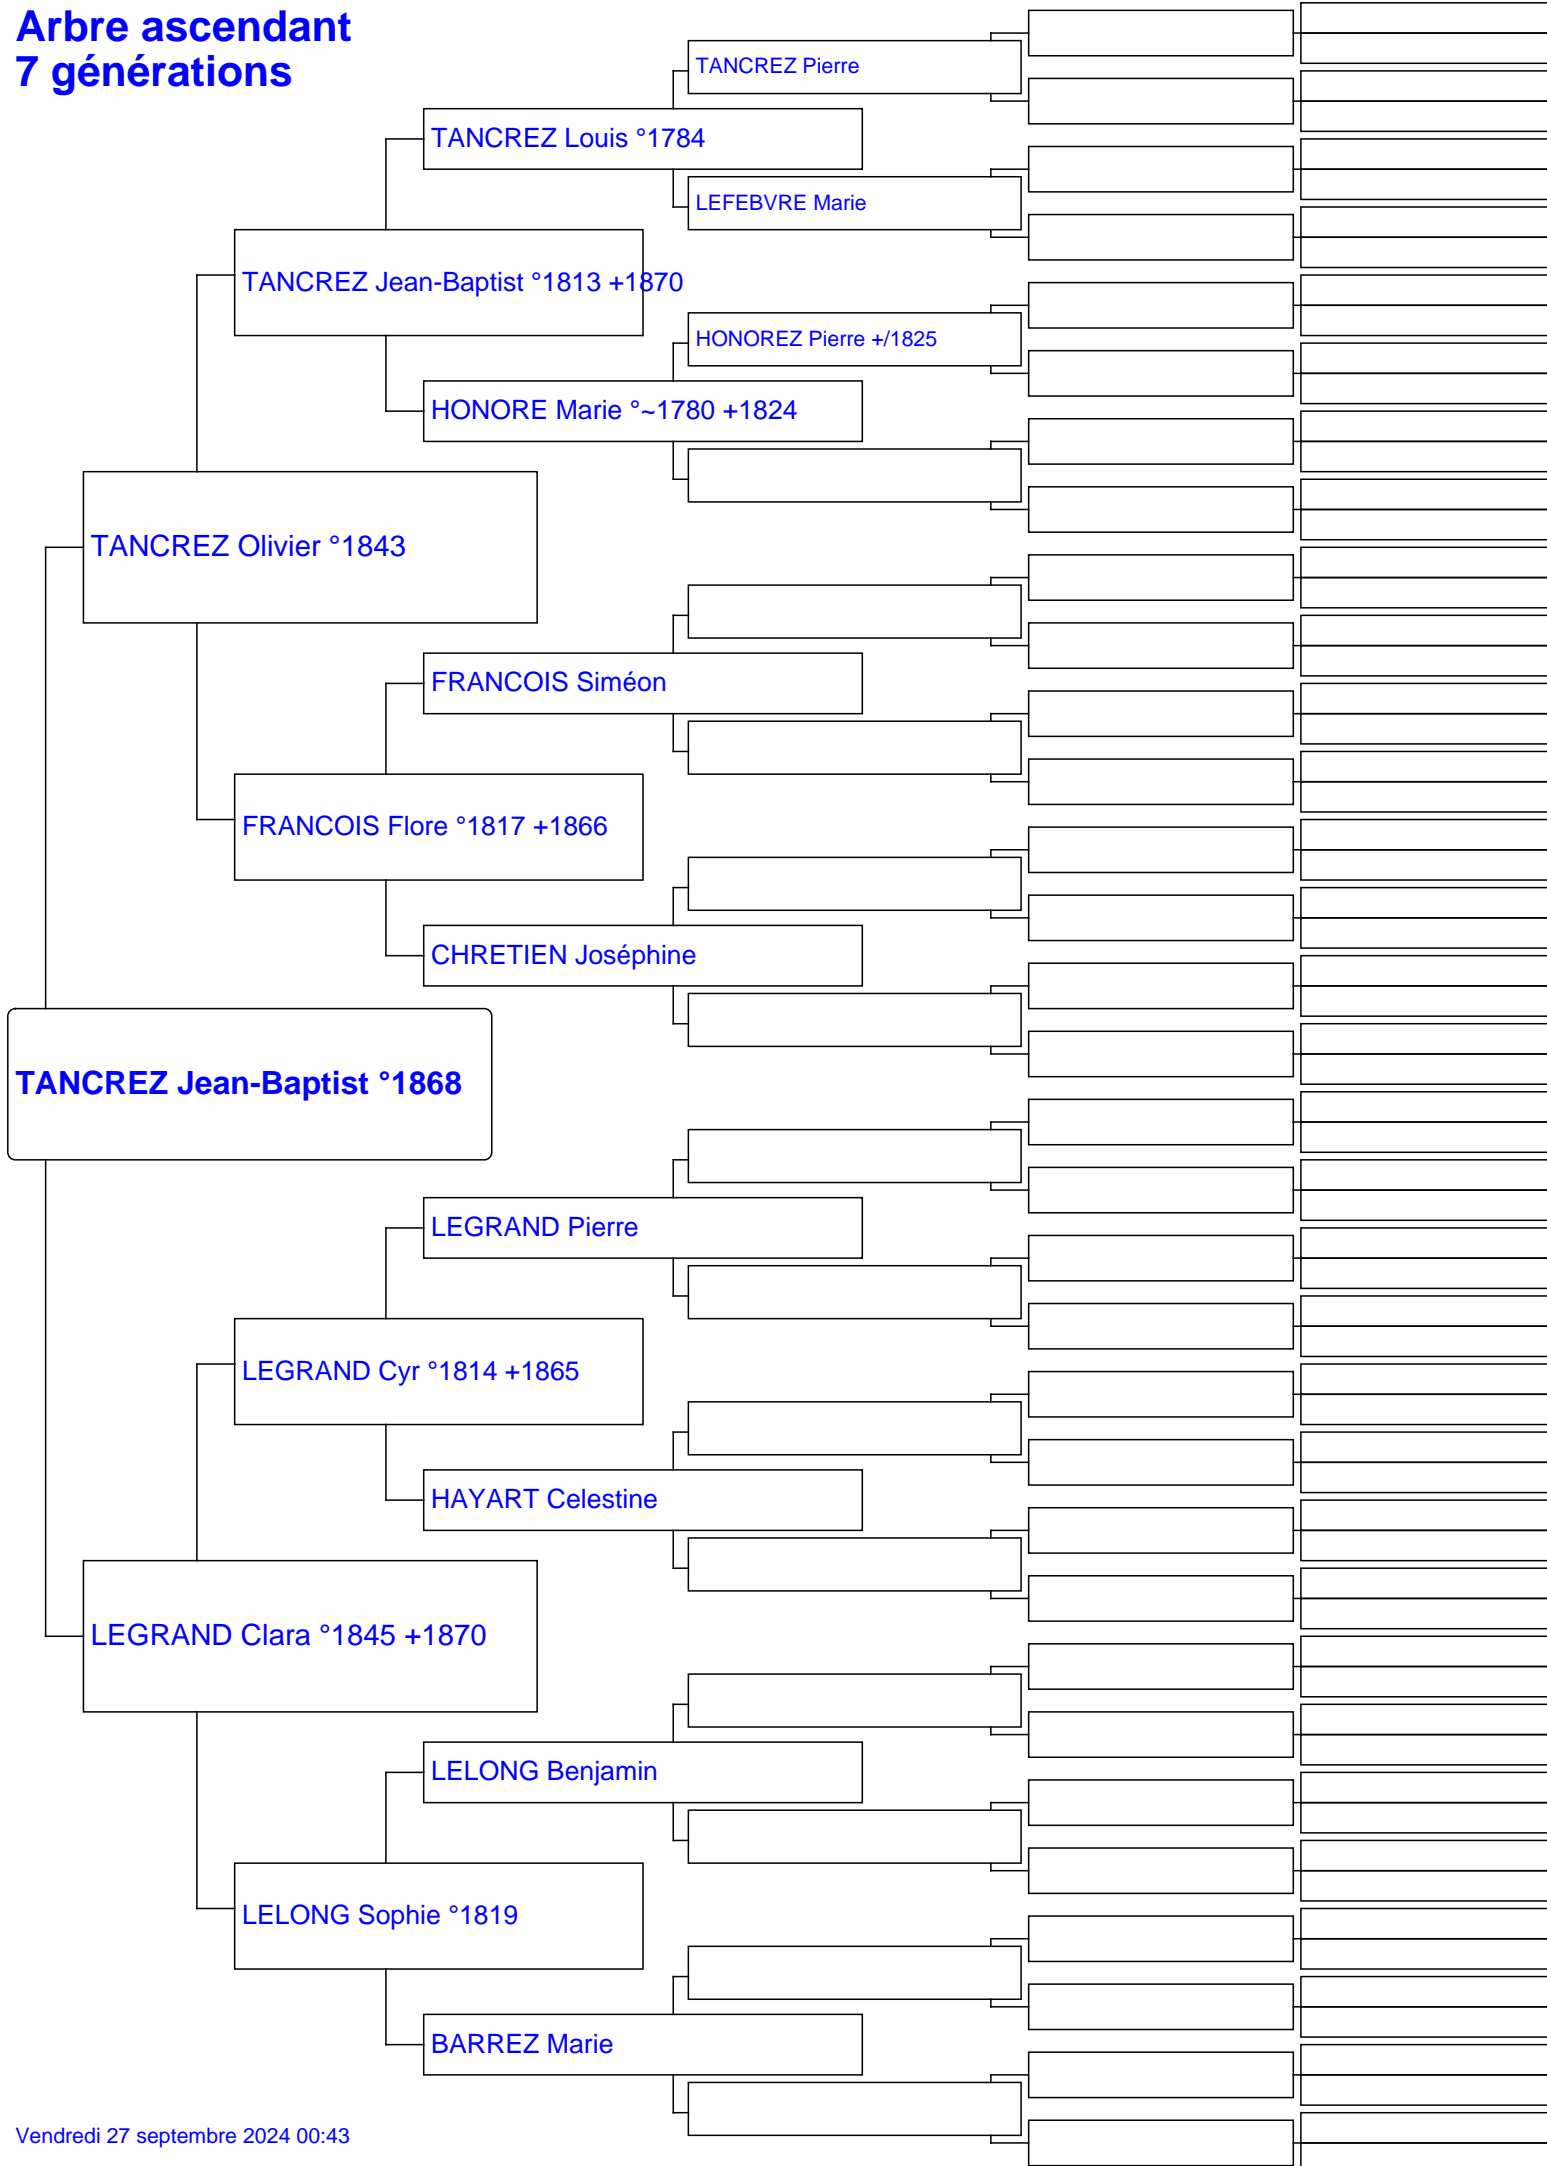 Arbre ascendant
7 générations
TANCREZ Pierre
TANCREZ Louis °1784
LEFEBVRE Marie
TANCREZ Jean-Baptist °1813 +1870
HONOREZ Pierre +/1825
HONORE Marie °~1780 +1824
TANCREZ Olivier °1843
FRANCOIS Siméon
FRANCOIS Flore °1817 +1866
CHRETIEN Joséphine
TANCREZ Jean-Baptist °1868
LEGRAND Pierre
LEGRAND Cyr °1814 +1865
HAYART Celestine
LEGRAND Clara °1845 +1870
LELONG Benjamin
LELONG Sophie °1819
BARREZ Marie
Vendredi 27 septembre 2024 00:43